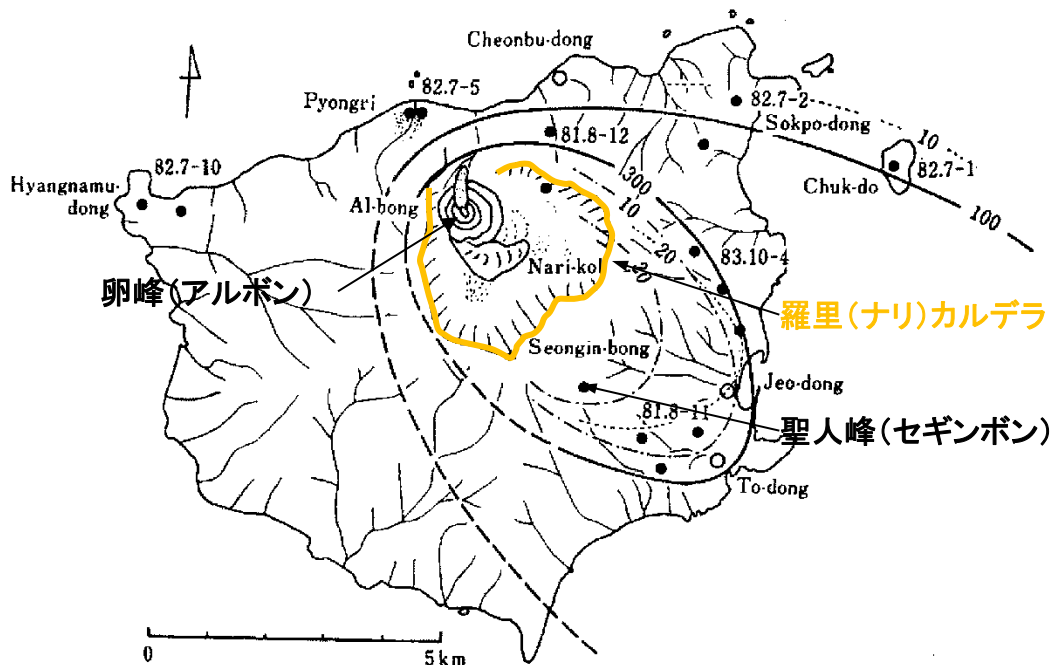 Cheonbu-dong
82.7-5
Pyongri
82.7-2
Sokpo-dong
10
81.8-12
82.7-1
82.7-10
Hyangnamu-
dong
Chuk-do
300
Al-bong
10
100
20
83.10-4
Nari-kol
卵峰(アルボン)
羅里(ナリ)カルデラ
Seongin-bong
Jeo-dong
81.8-11
聖人峰(セギンボン)
To-dong
0
5km